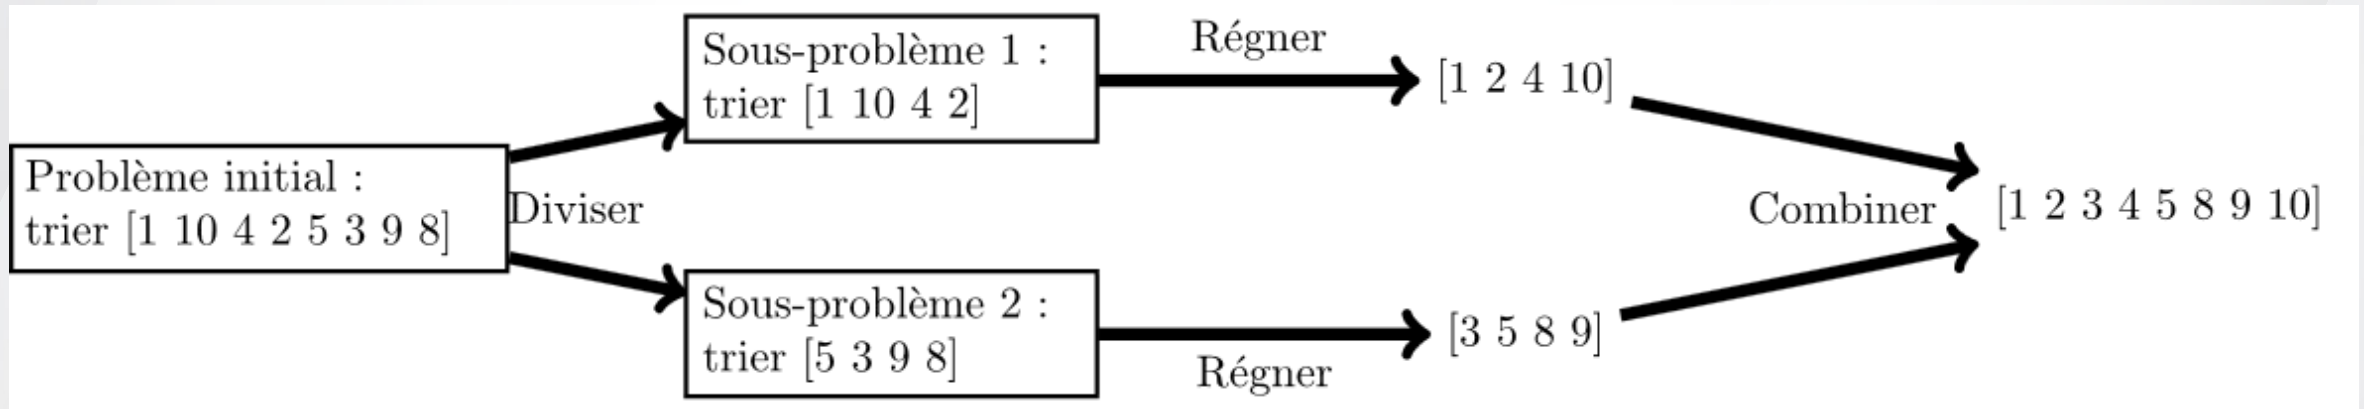 Problème initial :
trier [1 10 4 2 5 3 9 8]
Diviser
Sous-problème 1 :
trier [1 10 4 2]
Régner
[1 2 4 10]
Sous-problème 2 :
trier [5 3 9 8]
Régner
[3 5 8 9]
Combiner
[1 2 3 4 5 8 9 10]